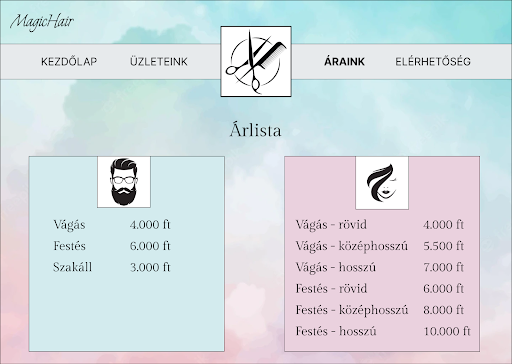 MagicHair
KEZDŐLAP ÜZLETEINK ÁRAINK ELÉRHETŐSÉG
Árlista
Vágás 4.000 ft
Festés 6.000 ft
Szakáll 3.000 ft
Vágás - rövid 4.000 ft
Vágás - középhosszú 5.500 ft
Vágás - hosszú 7.000 ft
Festés - rövid 6.000 ft
Festés - középhosszú 8.000 ft
Festés - hosszú 10.000 ft